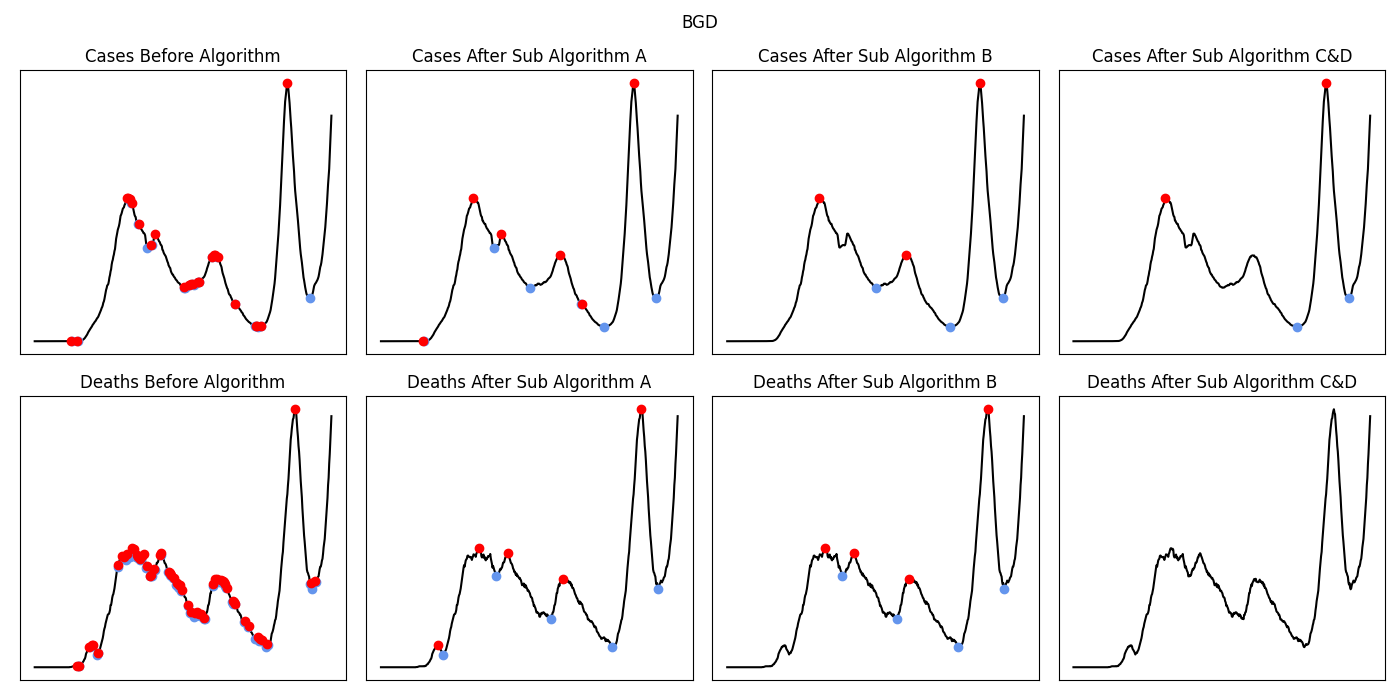 BGD
Cases Before Algorithm
Cases After Sub Algorithm A
Cases After Sub Algorithm B
Cases After Sub Algorithm C&D
Deaths Before Algorithm
Deaths After Sub Algorithm A
Deaths After Sub Algorithm B
Deaths After Sub Algorithm C&D